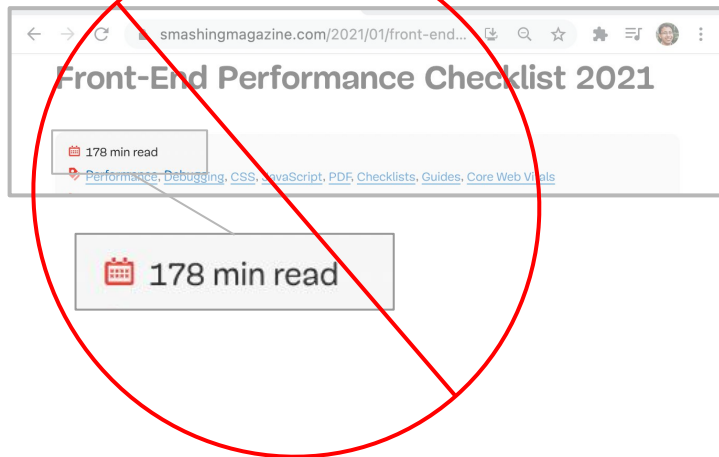 smashingmagazine.com/2021/01/front-end...
Front-End Performance Checklist 2021
178 min read
Performance, Debugging, CSS, JavaScript, PDF, Checklists, Guides, Core Web Vitals
178 min read